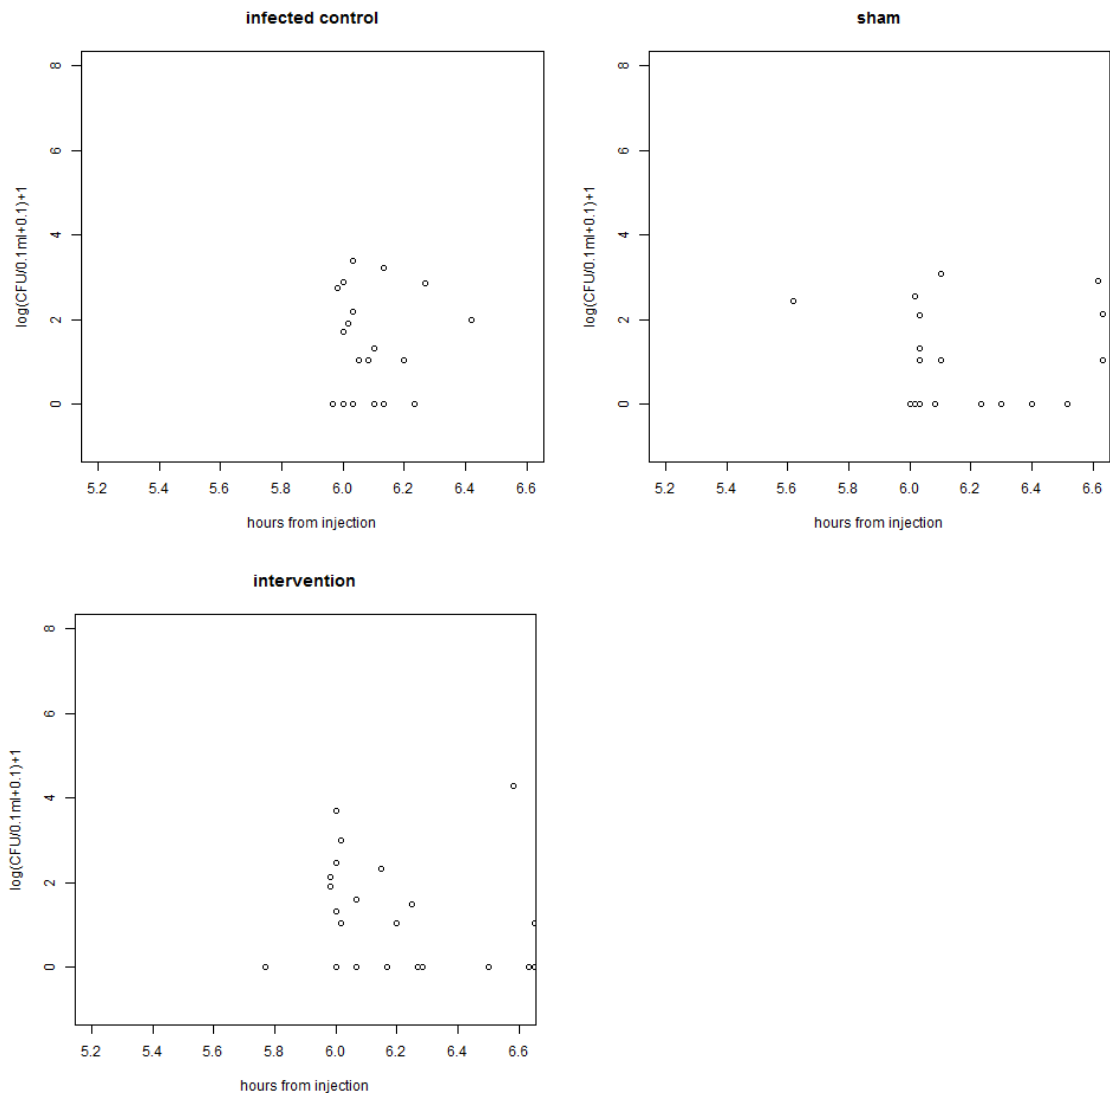 infected control
log(CFU/0.1ml+0.1)+1
8
6
4
2
0
5.2 5.4 5.6 5.8 6.0 6.2 6.4 6.6
hours from injection
sham
log(CFU/0.1ml+0.1)+1
8
6
4
2
0
5.2 5.4 5.6 5.8 6.0 6.2 6.4 6.6
hours from injection
intervention
log(CFU/0.1ml+0.1)+1
8
6
4
2
0
5.2 5.4 5.6 5.8 6.0 6.2 6.4 6.6
hours from injection